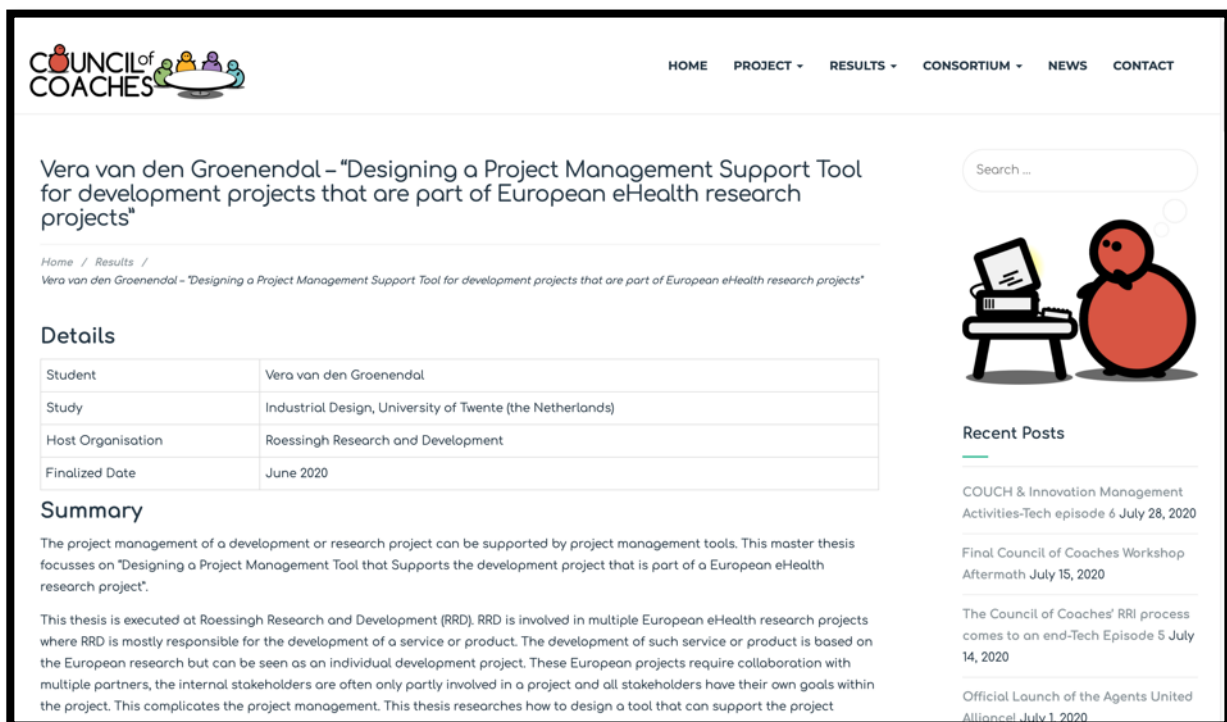 COUNCIL of
COACHES
HOME PROJECT RESULTS CONSORTIUM NEWS CONTACT
Vera van den Groenendal – “Designing a Project Management Support Tool
for development projects that are part of European eHealth research
projects”
Home / Results /
Vera van den Groenendal – “Designing a Project Management Support Tool for development projects that are part of European eHealth research projects”
Details
Student Vera van den Groenendal
Study Industrial Design, University of Twente (the Netherlands)
Host Organisation Roessingh Research and Development
Finalized Date June 2020
Summary
The project management of a development or research project can be supported by project management tools. This master thesis
focusses on “Designing a Project Management Tool that Supports the development project that is part of a European eHealth
research project”.
This thesis is executed at Roessingh Research and Development (RRD). RRD is involved in multiple European eHealth research projects
where RRD is mostly responsible for the development of a service or product. The development of such service or product is based on
the European research but can be seen as an individual development project. These European projects require collaboration with
multiple partners, the internal stakeholders are often only partly involved in a project and all stakeholders have their own goals within
the project. This complicates the project management. This thesis researches how to design a tool that can support the project
Search ...
Recent Posts
COUCH & Innovation Management
Activities-Tech episode 6 July 28, 2020
Final Council of Coaches Workshop
Aftermath July 15, 2020
The Council of Coaches’ RRI process
comes to an end-Tech Episode 5 July
14, 2020
Official Launch of the Agents United
Alliance! July 1, 2020